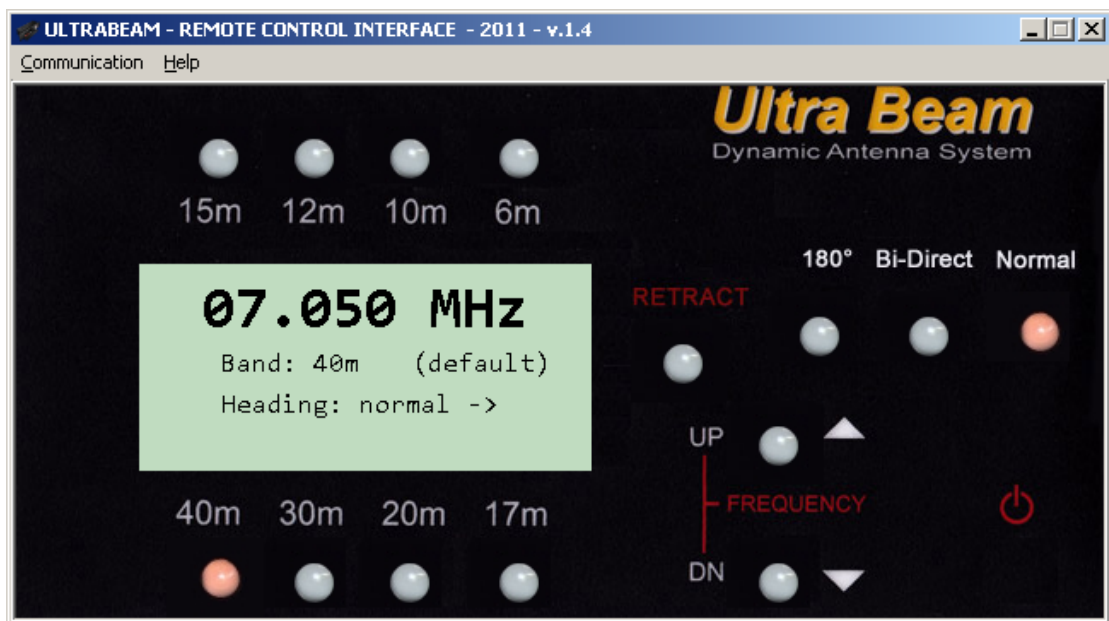 ULTRABEAM - REMOTE CONTROL INTERFACE - 2011 - v.1.4
Communication Help
Ultra Beam
Dynamic Antenna System
15m 12m 10m 6m
180° Bi-Direct Normal
RETRACT
07.050 MHz
Band: 40m (default)
Heading: normal ->
UP
FREQUENCY
DN
40m 30m 20m 17m